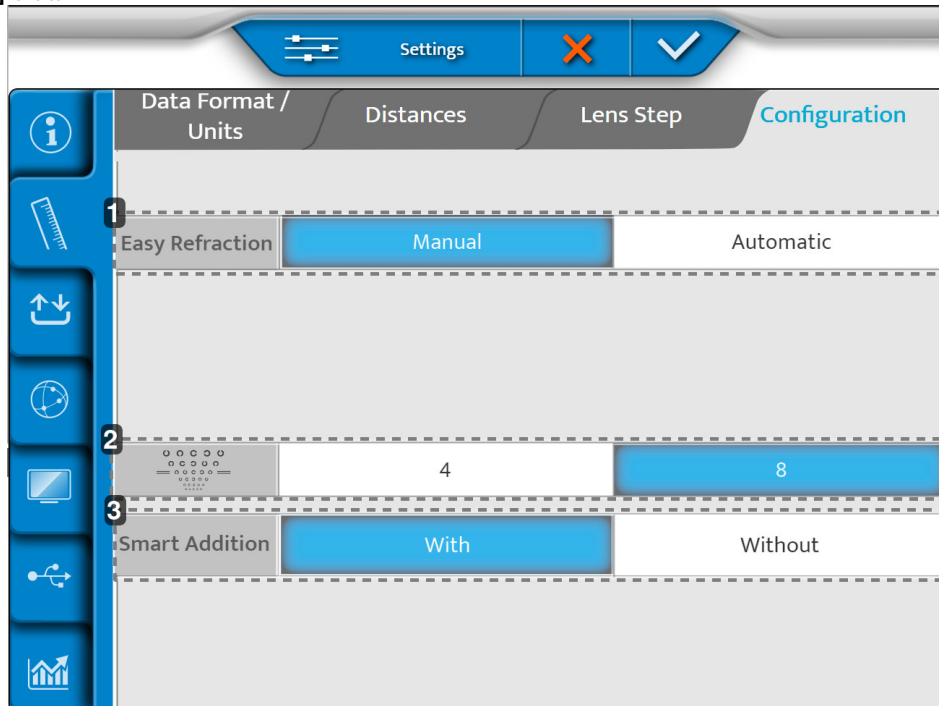 Settings
Data Format /
Units
Distances
Lens Step
Configuration
1
Easy Refraction
Manual
Automatic
2
4
8
3
Smart Addition
With
Without